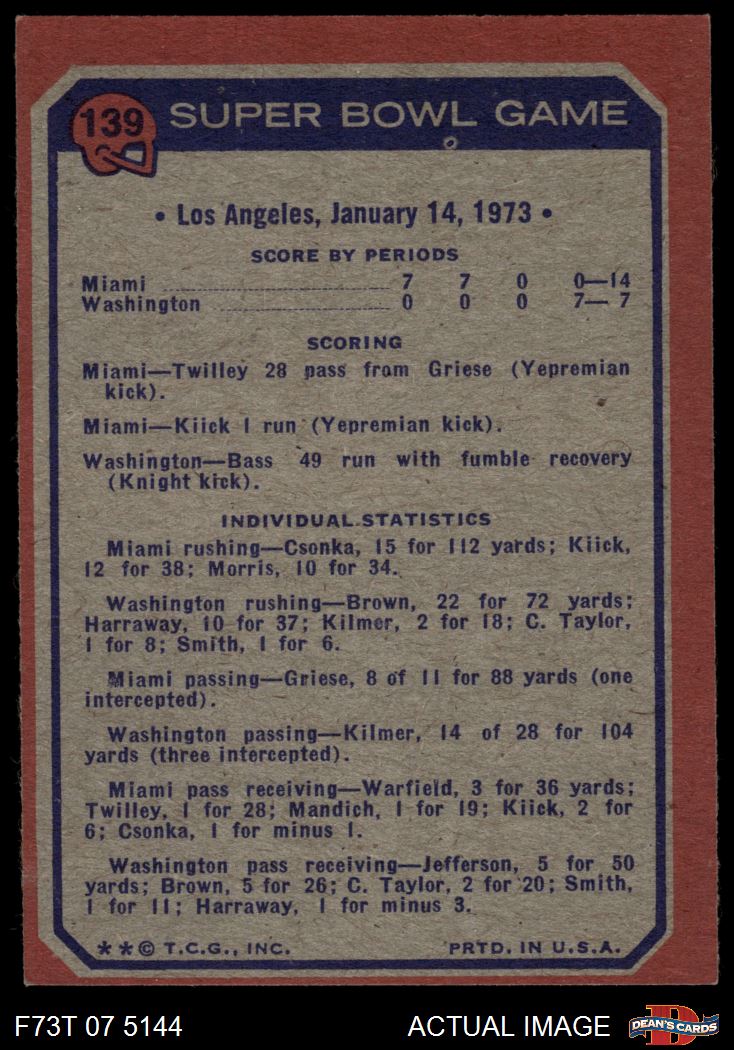 139 SUPER BOWL GAME
• Los Angeles, January 14, 1973 •
SCORE BY PERIODS
Miami 7 7 0 0—14
Washington 0 0 0 7— 7
SCORING
Miami—Twilley 28 pass from Griese (Yepremian
kick).
Miami—Kiick 1 run (Yepremian kick).
Washington—Bass 49 run with fumble recovery
(Knight kick).
INDIVIDUAL STATISTICS
Miami rushing—Csonka, 15 for 112 yards; Kiick,
12 for 38; Morris, 10 for 34.
Washington rushing—Brown, 22 for 72 yards;
Harraway, 10 for 37; Kilmer, 2 for 18; C. Taylor,
1 for 8; Smith, 1 for 6.
Miami passing—Griese, 8 of 11 for 88 yards (one
intercepted).
Washington passing—Kilmer, 14 of 28 for 104
yards (three intercepted).
Miami pass receiving—Warfield, 3 for 36 yards;
Twilley, 1 for 28; Mandich, 1 for 19; Kiick, 2 for
6; Csonka, 1 for minus 1.
Washington pass receiving—Jefferson, 5 for 50
yards; Brown, 5 for 26; C. Taylor, 2 for 20; Smith,
1 for 11; Harraway, 1 for minus 3.
**© T.C.G., INC. PRTD. IN U.S.A.
F73T 07 5144 ACTUAL IMAGE DEAN'S CARDS